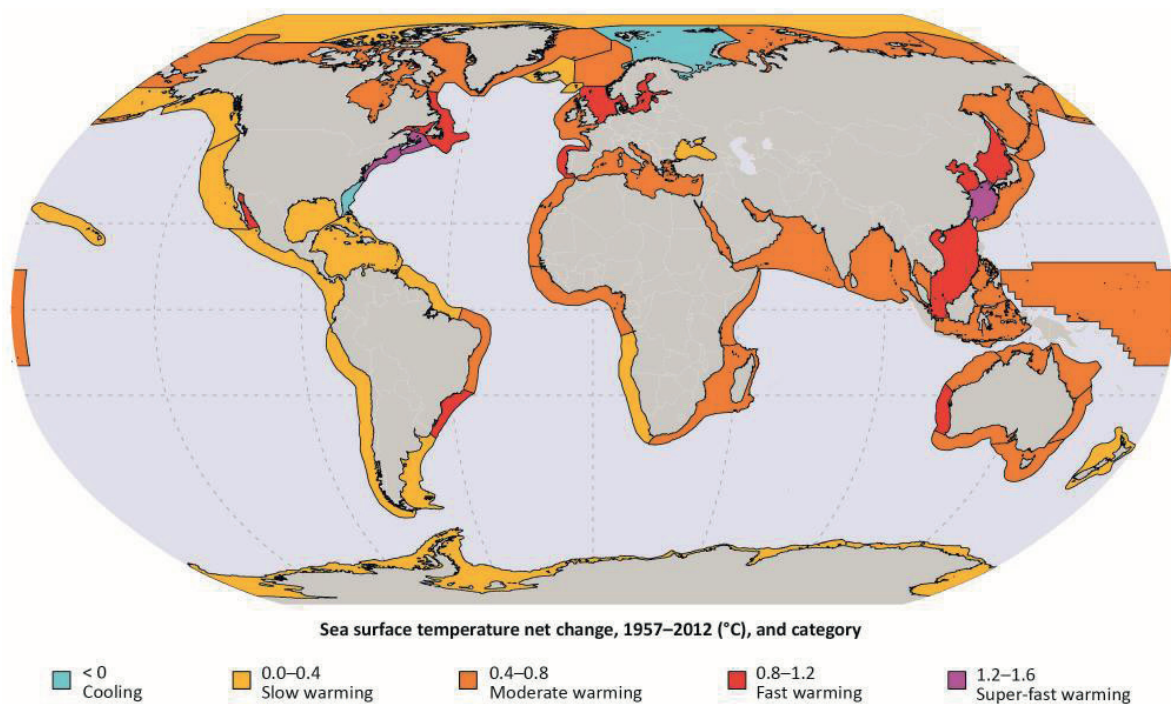 Sea surface temperature net change, 1957–2012 (°C), and category
< 0
Cooling
0.0–0.4
Slow warming
0.4–0.8
Moderate warming
0.8–1.2
Fast warming
1.2–1.6
Super-fast warming